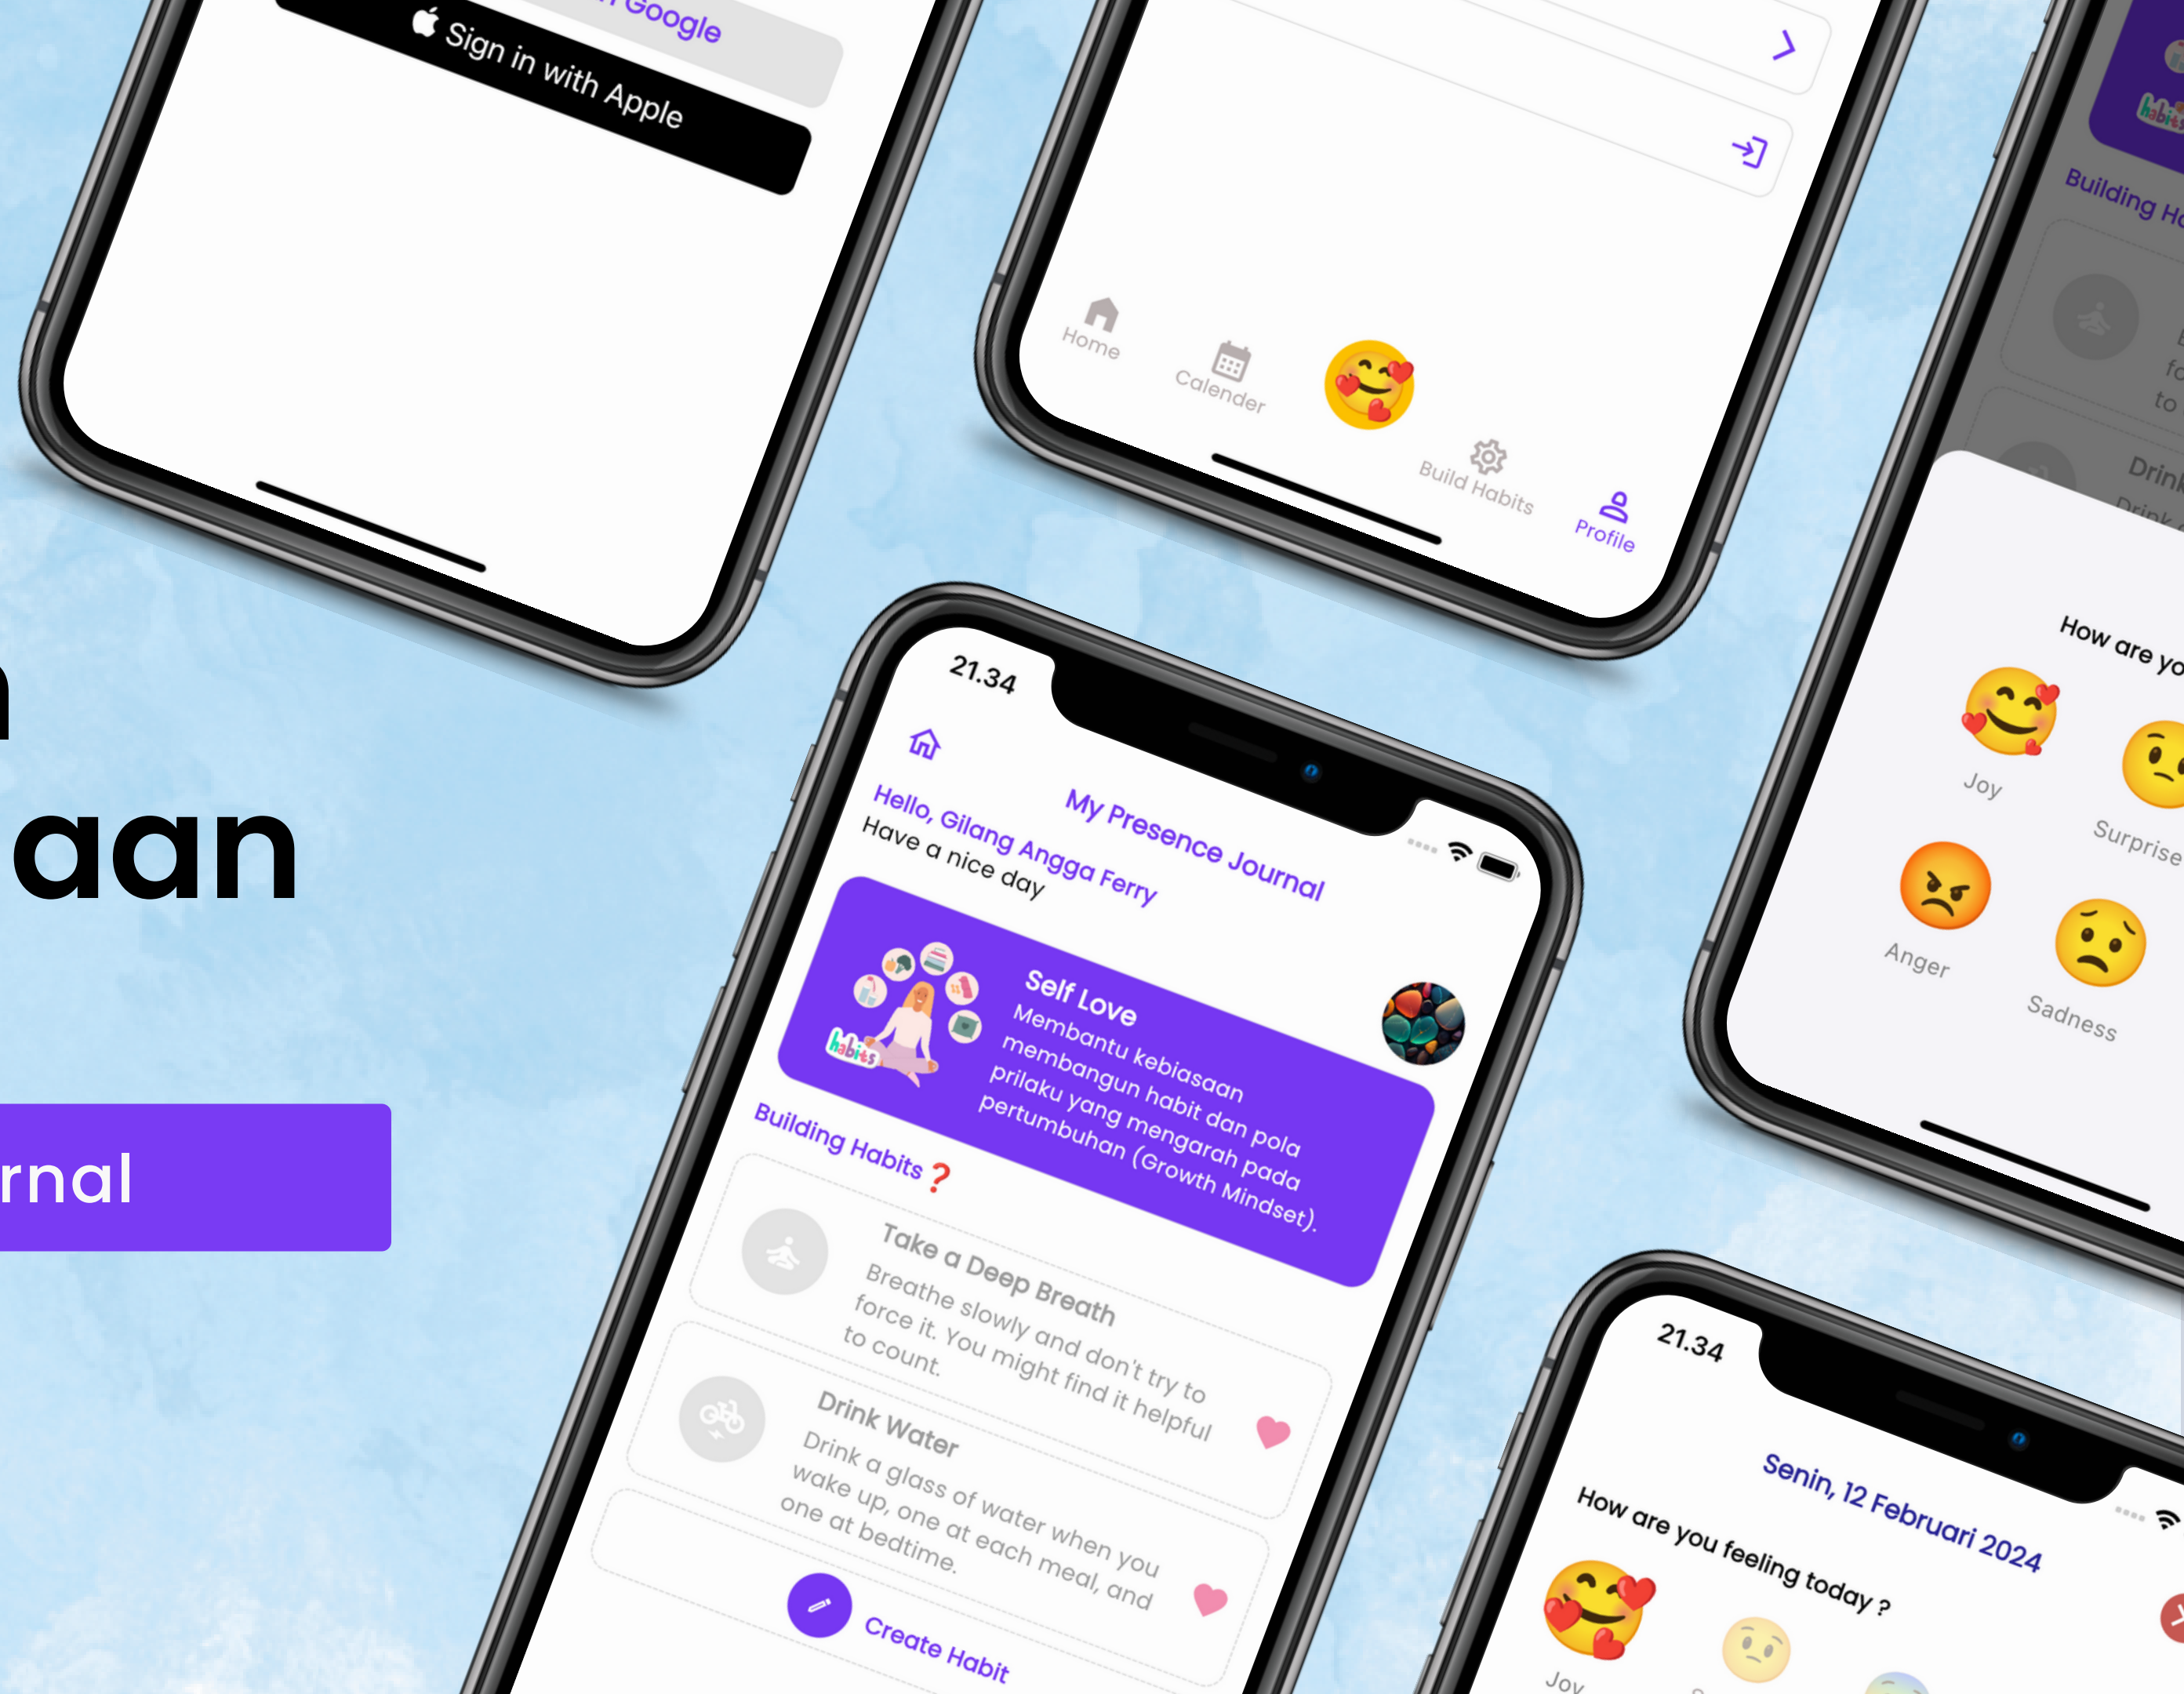 Google
Sign in with Apple
Home
Calender
Build Habits
Profile
habits
Building
to
Drink
Drink
How are
Joy
Surprise
Anger
Sadness
aan
rnal
21.34
My Presence Journal
Hello, Gilang Angga Ferry
Have a nice day
Self Love
Membantu kebiasaan
membangun habit dan pola
prilaku yang mengarah pada
pertumbuhan (Growth Mindset).
habits
Building Habits❓
Take a Deep Breath
Breathe slowly and don't try to
force it. You might find it helpful
to count.
Drink Water
Drink a glass of water when you
wake up, one at each meal, and
one at bedtime.
Create Habit
21.34
Senin, 12 Februari 2024
How are you feeling today ?
Joy